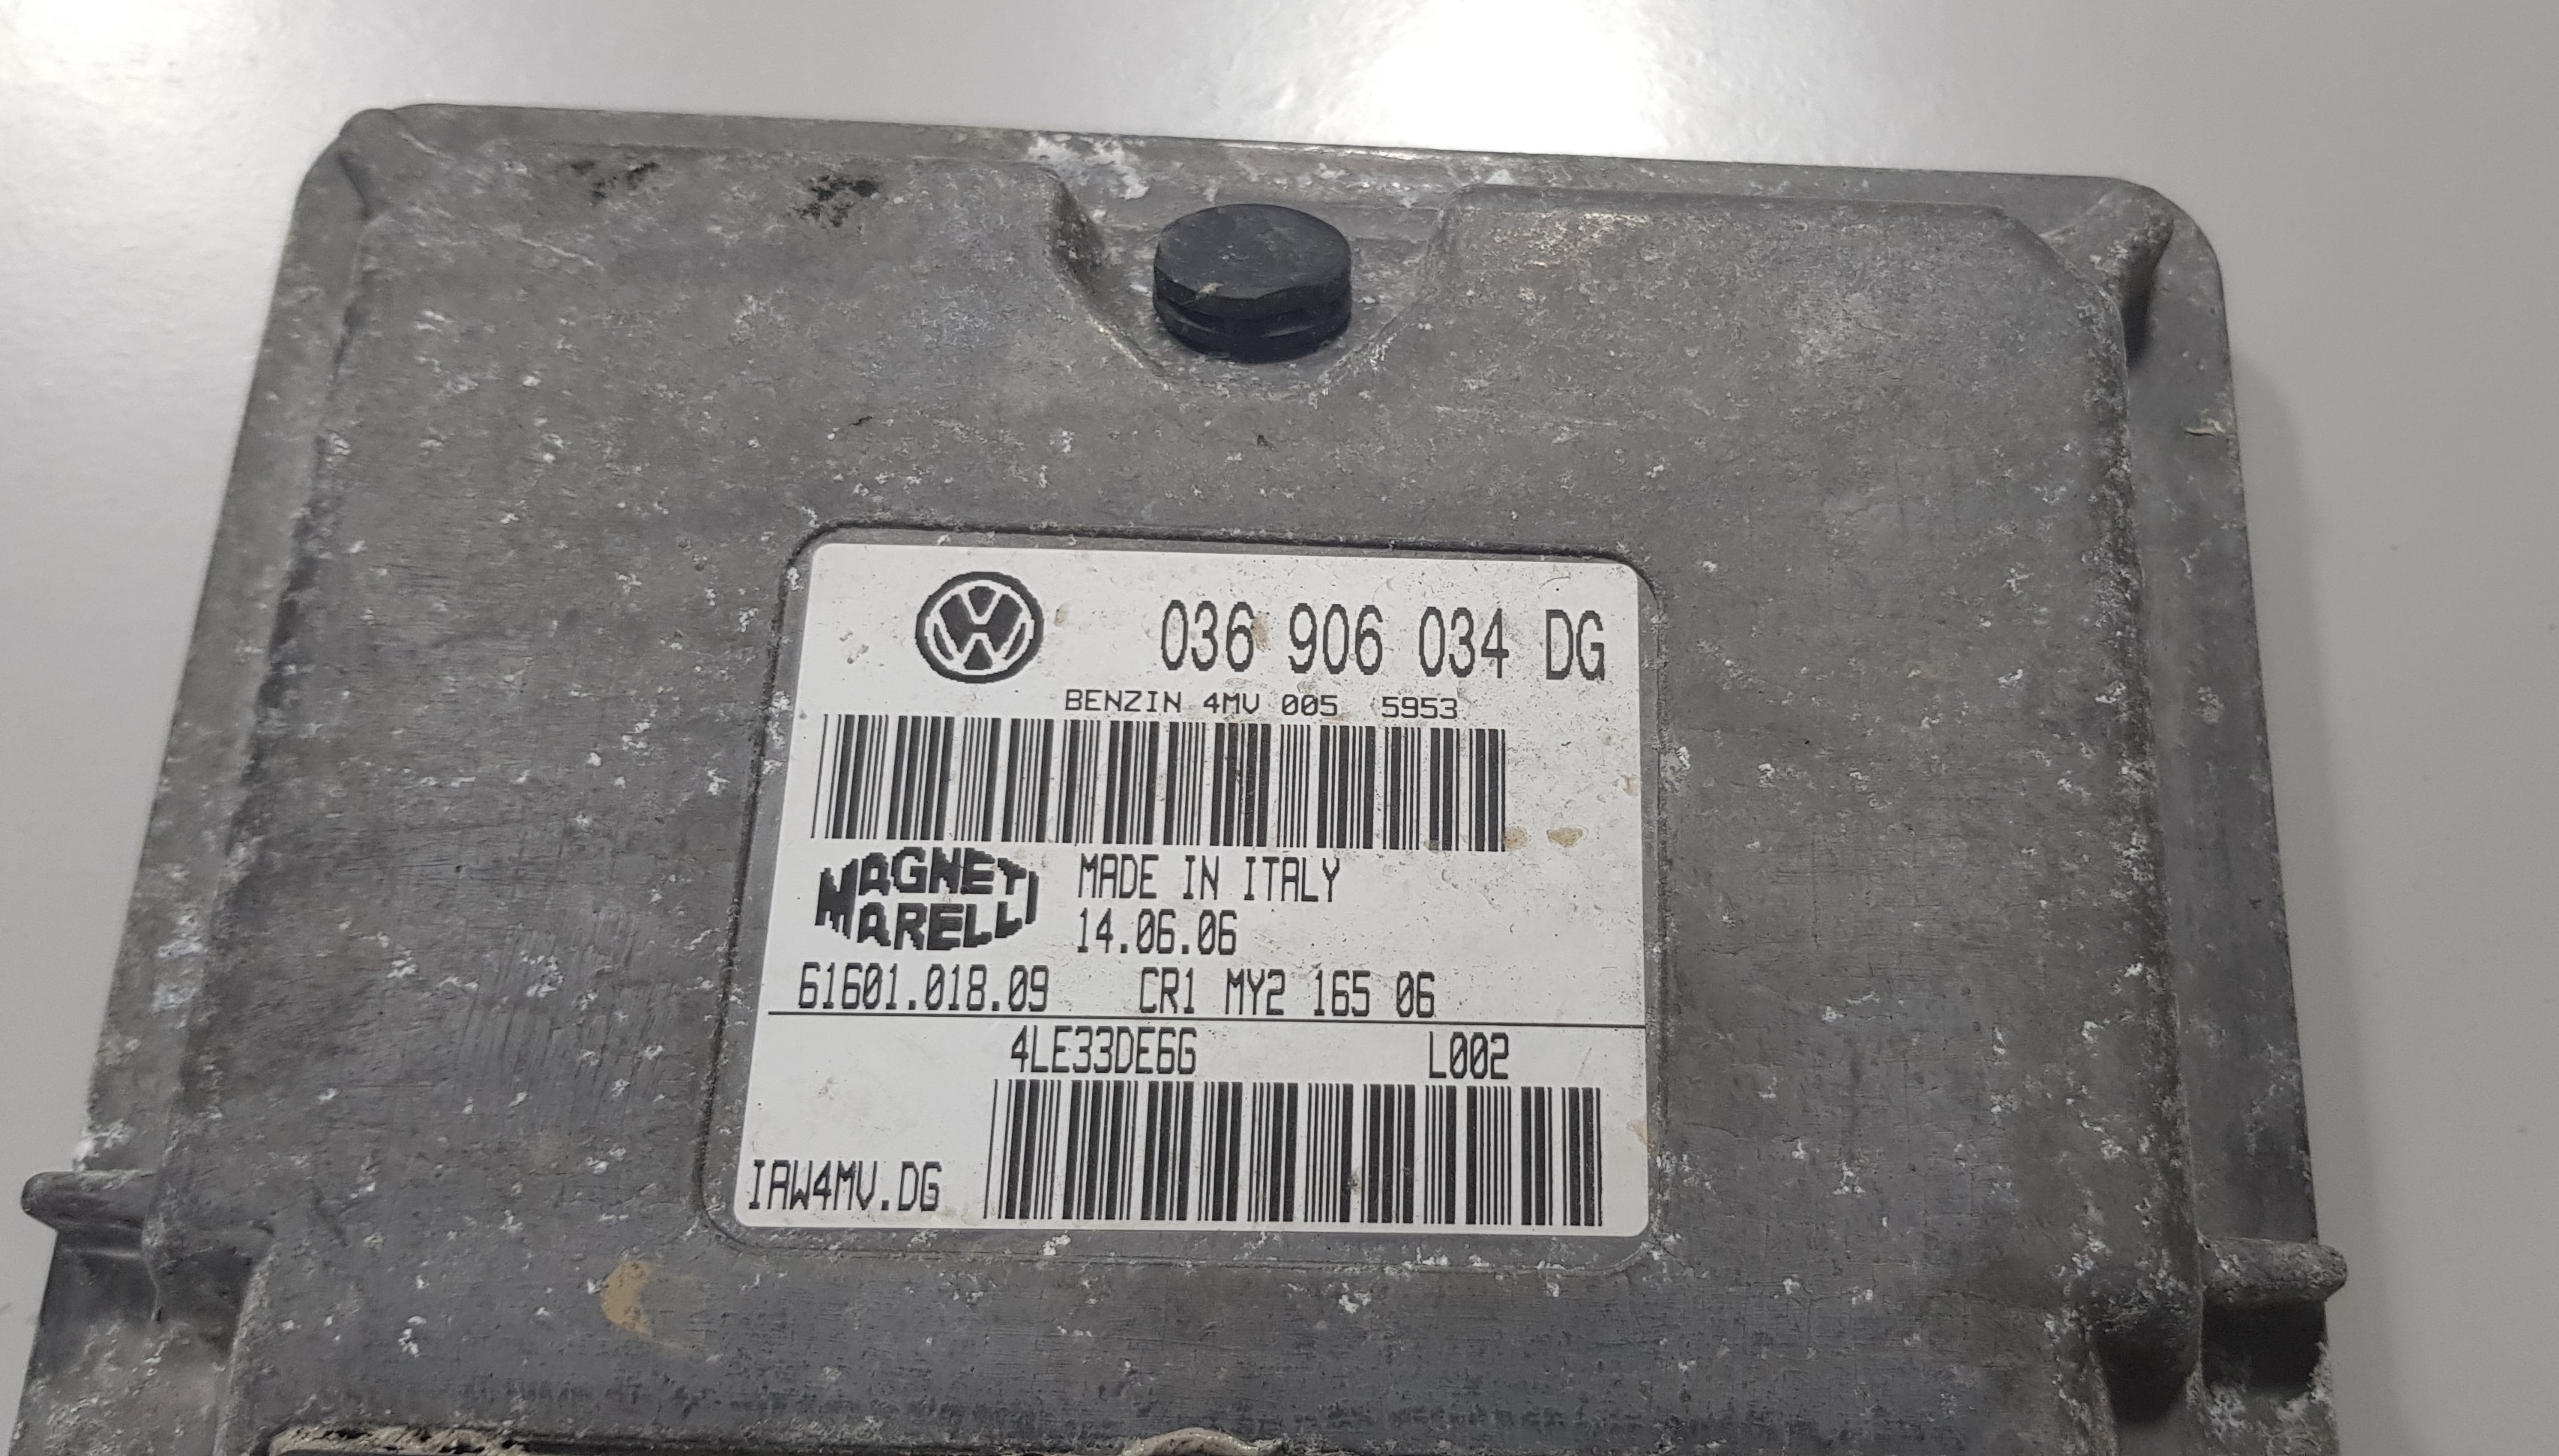 036 906 034 DG
BENZIN 4MV 005 5953
MAGNETI
MARELLI
MADE IN ITALY
14.06.06
61601.018.09 CR1 MY2 165 06
4LE33DE6G L002
IAW4MV.DG